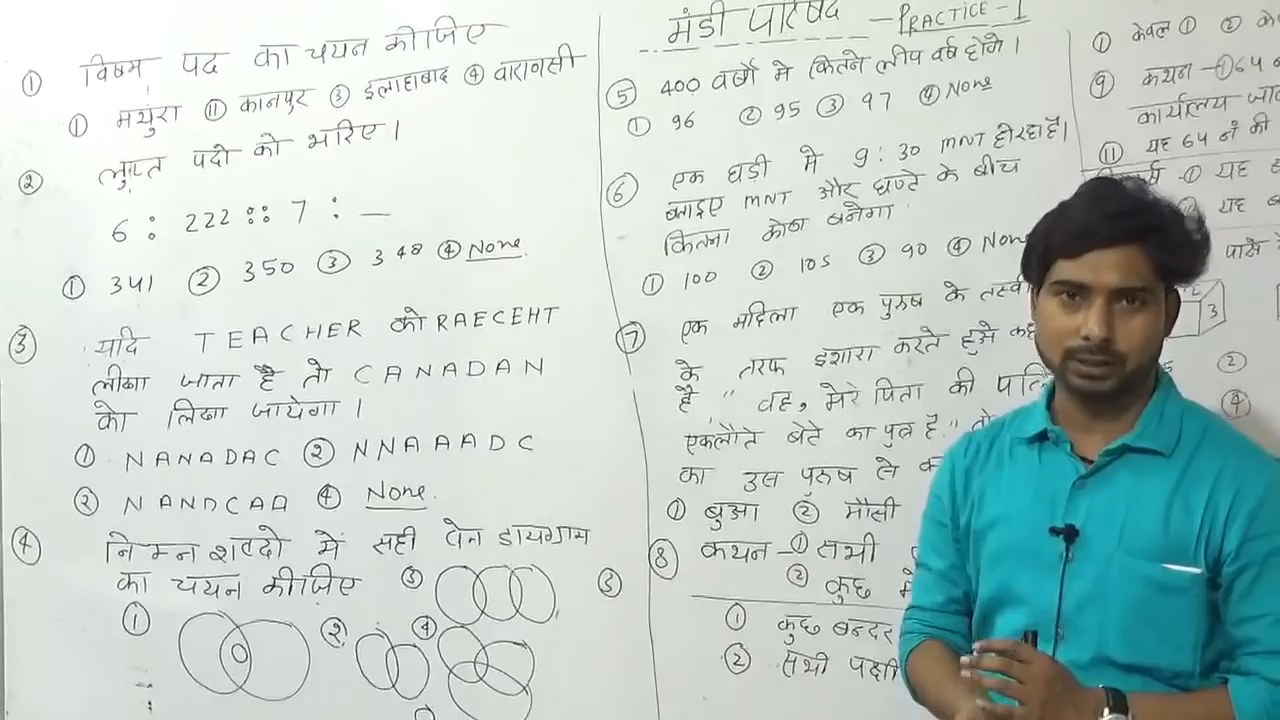 ① विषम पद का चयन कीजिए
① मथुरा ⑪ कानपुर ③ इलाहाबाद ④ वाराणसी
② लुप्त पदो को भरिए।
6 : 222 :: 7 : —
① 341 ② 350 ③ 348 ④ None.
③ यदि TEACHER को RAECEHT
लीखा जाता है तो CANADAN
को लिखा जायेगा।
① NANADAC ② NNAAADC
② NANDCAA ④ None.
④ निम्न शवदो में सही वेन डायग्राम
का चयन कीजिए ③
① ② ④
मंडी परिषद — PRACTICE - 1
⑤ 400 वर्षो मे कितने लीप वर्ष होगे।
① 96 ② 95 ③ 97 ④ None
⑥ एक घड़ी मे 9:30 MNT हो रहा है।
बताइए MNT और घण्टे के बीच
कितना कोण बनेगा
① 100 ② 105 ③ 90 ④ Non
⑦ एक महिला एक पुरुष के तस्वी
के तरफ इशारा करते हुअे कह
है " वह, मेरे पिता की पत्नि
एकलौते बेटे का पुत्र है." तो
का उस पुरुष से क
① बुआ ② मौसी
⑧ कथन - ① सभी
② कुछ मै
① कुछ बन्दर
② सभी पक्षी
③
① केवल ① ② के
⑨ कथन - ① 64 न
कार्यालय जात
⑪ यह 64 नं की
① यह
यह ब
पासे
3
②
④